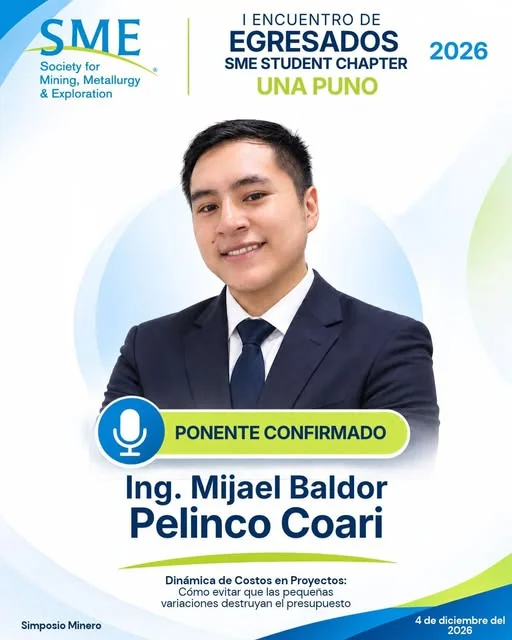 SME
Society for
Mining, Metallurgy
& Exploration
®
I ENCUENTRO DE
EGRESADOS
SME STUDENT CHAPTER
UNA PUNO
2026
PONENTE CONFIRMADO
Ing. Mijael Baldor
Pelinco Coari
Dinámica de Costos en Proyectos:
Cómo evitar que las pequeñas
variaciones destruyan el presupuesto
Simposio Minero
4 de diciembre del
2026